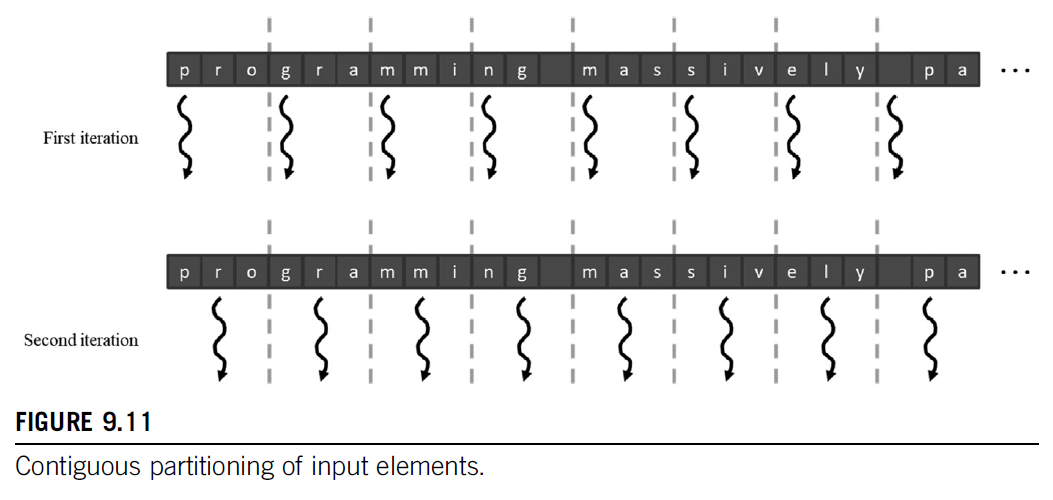 p r o g r a m m i n g m a s s i v e l y p a ...
First iteration
p r o g r a m m i n g m a s s i v e l y p a ...
Second iteration
FIGURE 9.11
Contiguous partitioning of input elements.